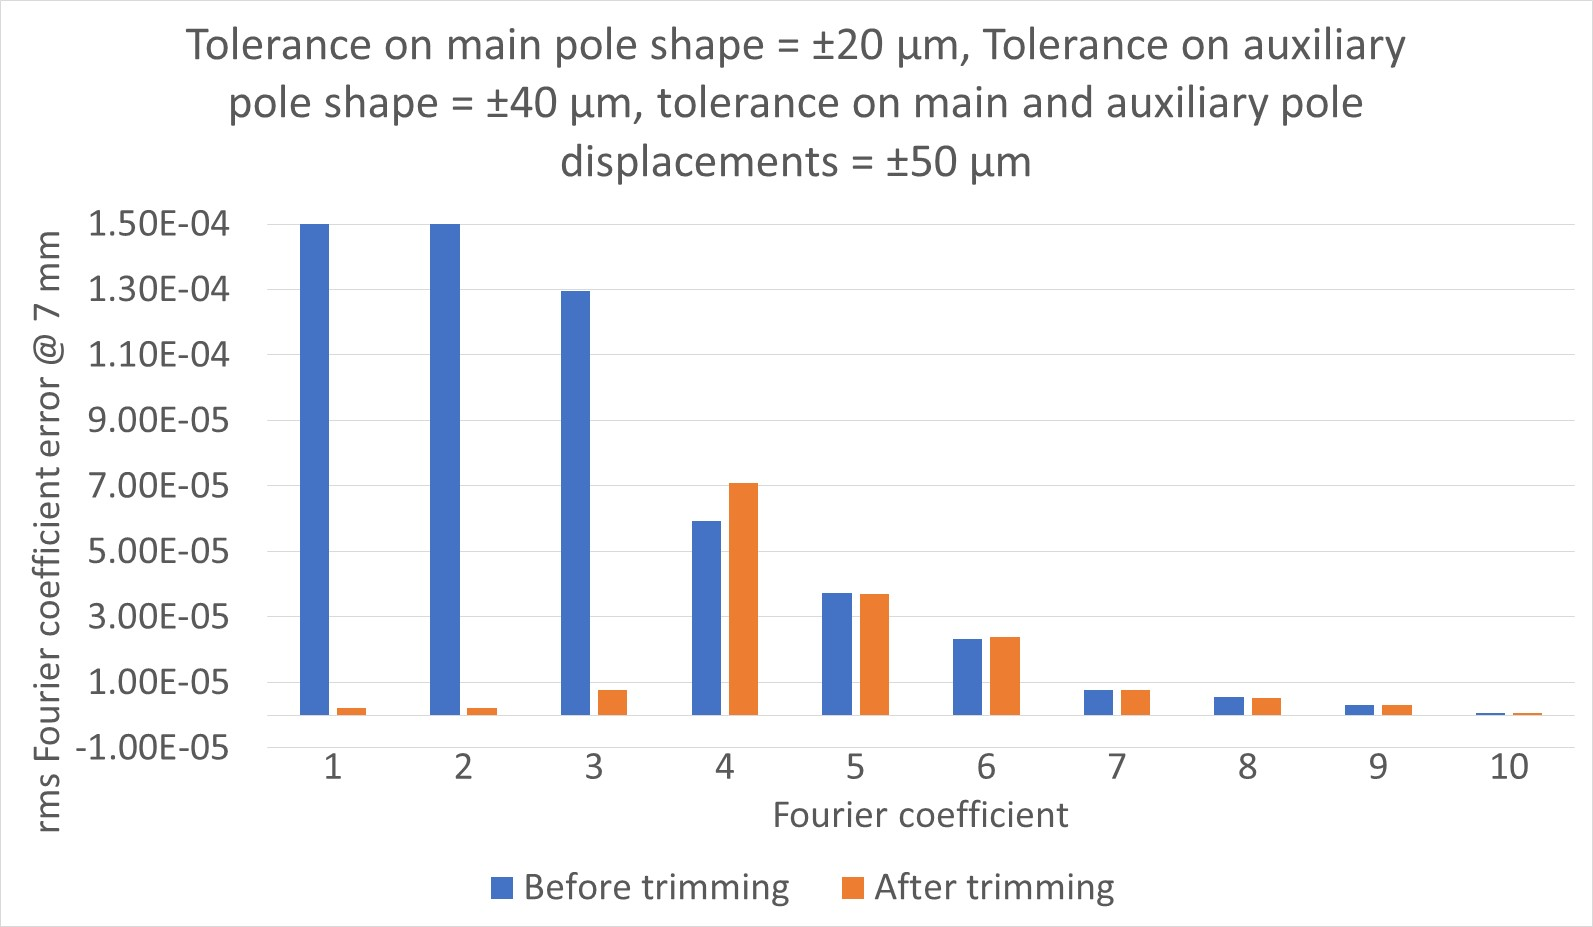 Tolerance on main pole shape = ±20 µm, Tolerance on auxiliary
pole shape = ±40 µm, tolerance on main and auxiliary pole
displacements = ±50 µm
rms Fourier coefficient error @ 7 mm
1.50E-04
1.30E-04
1.10E-04
9.00E-05
7.00E-05
5.00E-05
3.00E-05
1.00E-05
-1.00E-05
1 2 3 4 5 6 7 8 9 10
Fourier coefficient
Before trimming After trimming